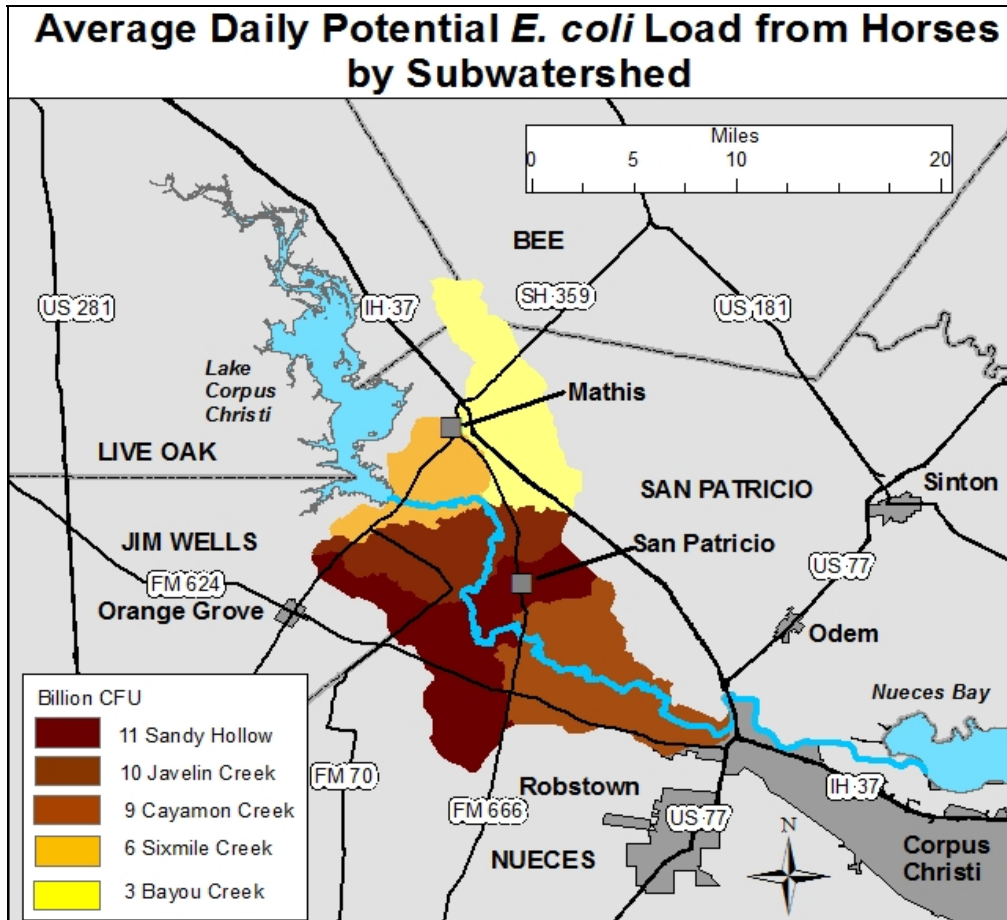 Average Daily Potential E. coli Load from Horses
by Subwatershed
Miles
0 5 10 20
BEE
US 281
IH 37
SH 359
US 181
Lake
Corpus
Christi
Mathis
LIVE OAK
SAN PATRICIO
Sinton
JIM WELLS
San Patricio
FM 624
US 77
Orange Grove
Odem
Nueces Bay
Billion CFU
11 Sandy Hollow
10 Javelin Creek
9 Cayamon Creek
6 Sixmile Creek
3 Bayou Creek
FM 70
FM 666
Robstown
US 77
IH 37
N
NUECES
Corpus
Christi